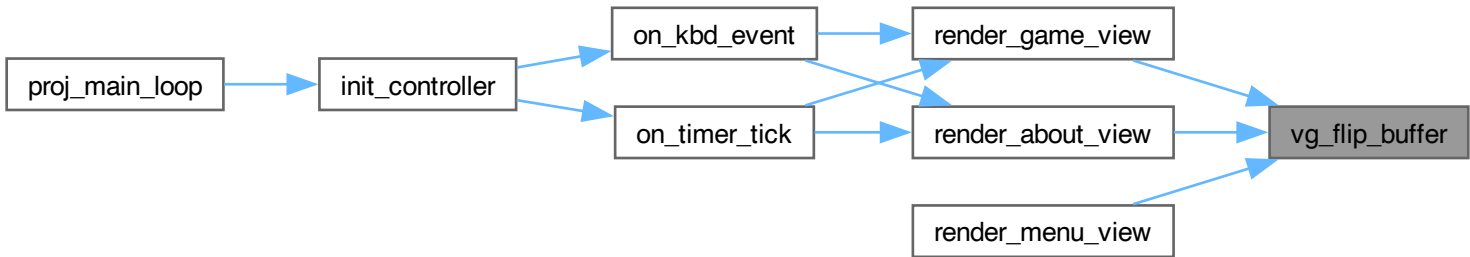 proj_main_loop
init_controller
on_kbd_event
on_timer_tick
render_game_view
render_about_view
render_menu_view
vg_flip_buffer